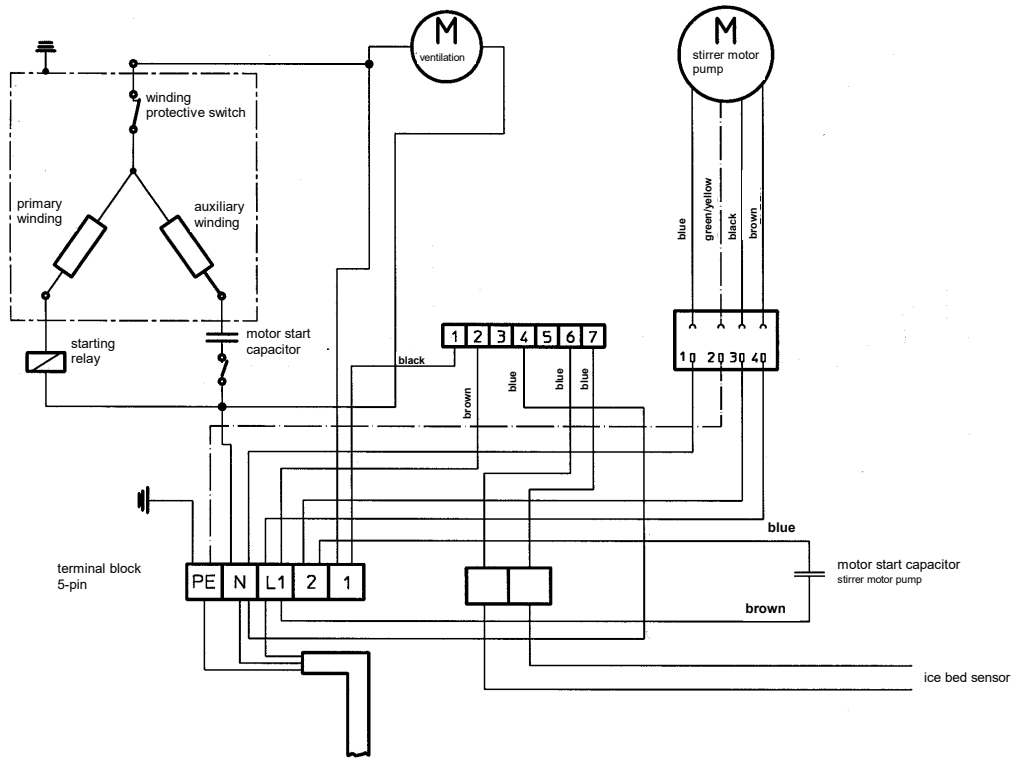 M
ventilation
M
stirrer motor
pump
winding
protective switch
primary
winding
auxiliary
winding
blue
green/yellow
black
brown
motor start
capacitor
starting
relay
1 2 3 4 5 6 7
1 2 3 4
black
brown
blue
blue
blue
blue
terminal block
5-pin
PE N L1 2 1
motor start capacitor
stirrer motor pump
brown
ice bed sensor